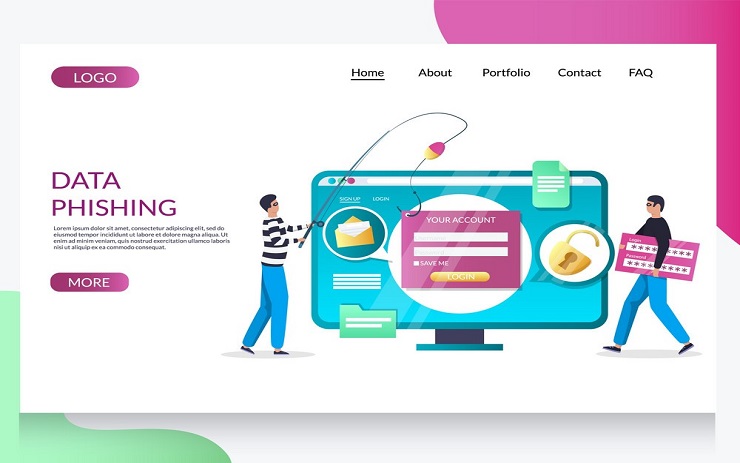 LOGO
Home
About
Portfolio
Contact
FAQ
DATA
PHISHING
Lorem ipsum dolor sit amet, consectetur adipiscing elit, sed do
eiusmod tempor incididunt ut labore et dolore magna aliqua.
Ut enim ad minim veniam, quis nostrud exercitation ullamco
laboris nisi ut aliquip ex ea commodo consequat.
MORE
SIGN UP
LOGIN
YOUR ACCOUNT
SAVE ME
LOGIN
Login
********
Password
********